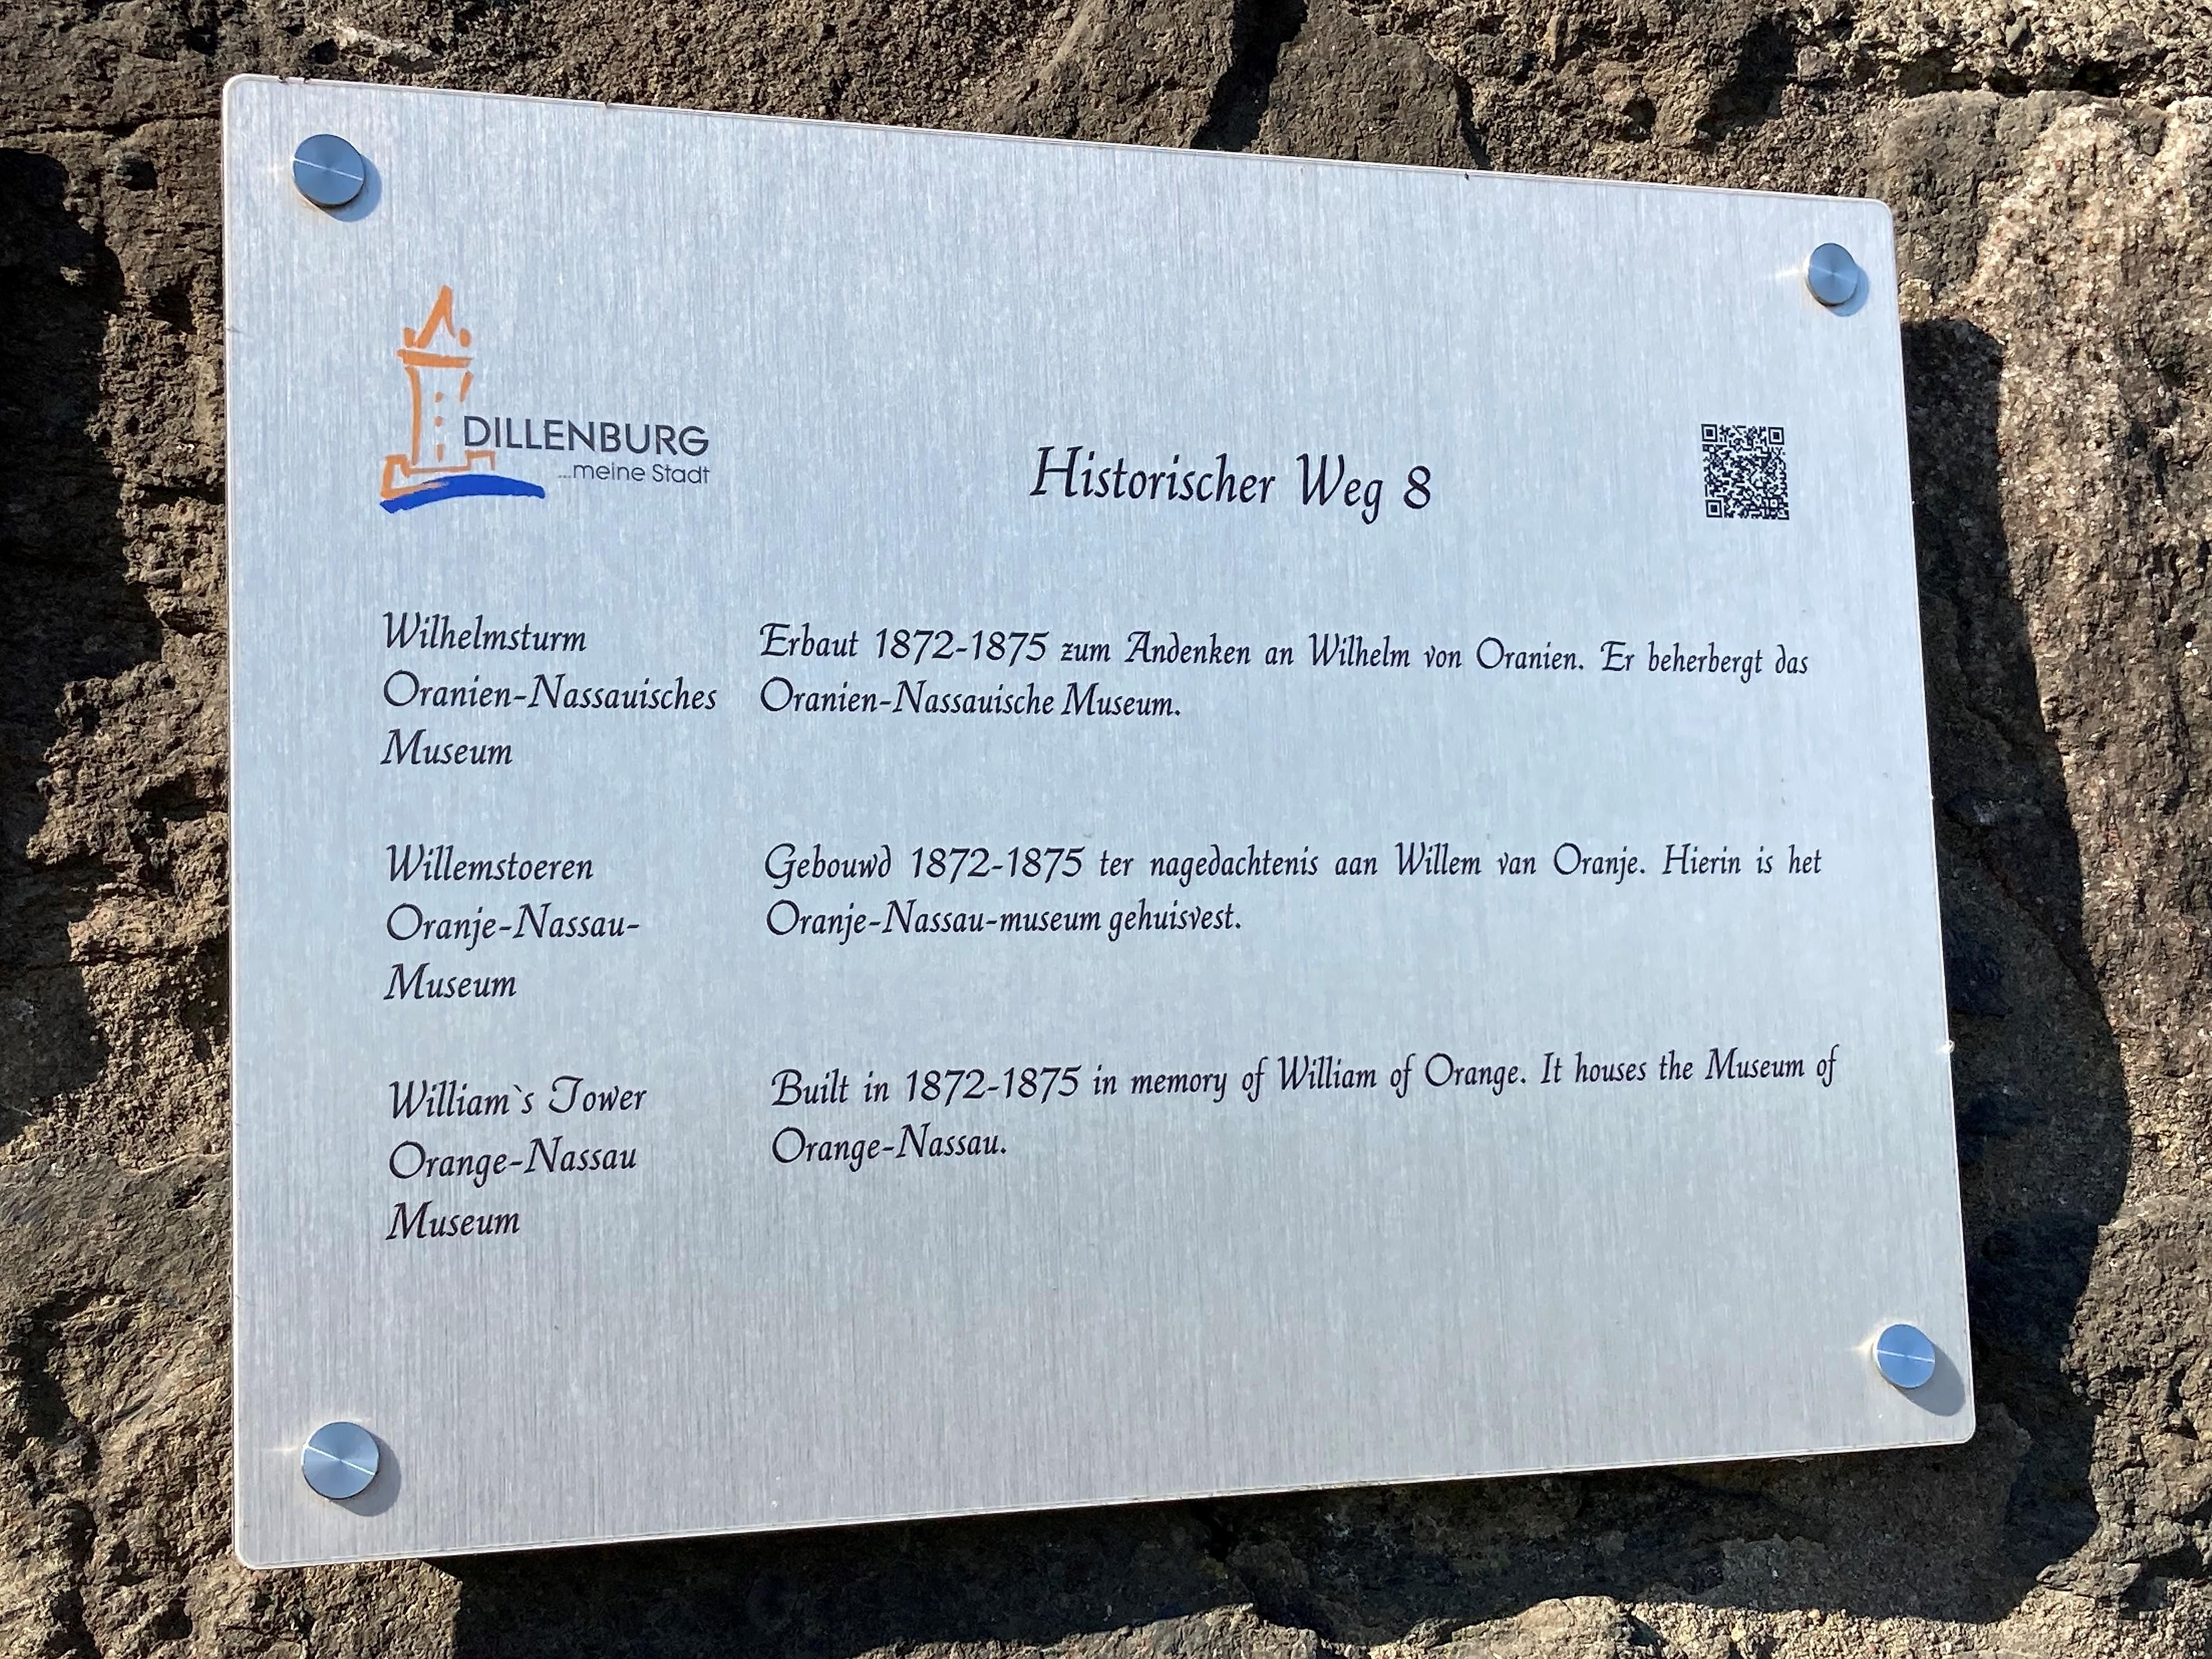 DILLENBURG
...meine Stadt
Historischer Weg 8
Wilhelmsturm
Oranien-Nassauisches
Museum
Erbaut 1872-1875 zum Andenken an Wilhelm von Oranien. Er beherbergt das
Oranien-Nassauische Museum.
Willemstoeren
Oranje-Nassau-
Museum
Gebouwd 1872-1875 ter nagedachtenis aan Willem van Oranje. Hierin is het
Oranje-Nassau-museum gehuisvest.
William`s Tower
Orange-Nassau
Museum
Built in 1872-1875 in memory of William of Orange. It houses the Museum of
Orange-Nassau.